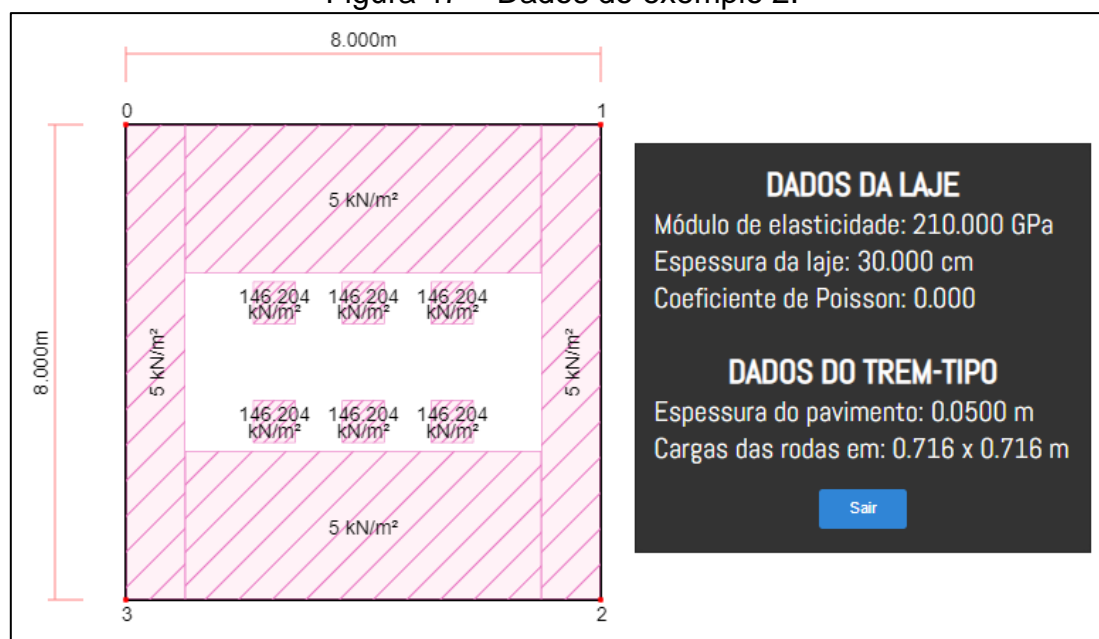 Figura 47 – Dados do exemplo 2.
8.000m
0
1
5 kN/m²
146.204
kN/m²
146.204
kN/m²
146.204
kN/m²
8.000m
5 kN/m²
5 kN/m²
146.204
kN/m²
146.204
kN/m²
146.204
kN/m²
5 kN/m²
3
2
DADOS DA LAJE
Módulo de elasticidade: 210.000 GPa
Espessura da laje: 30.000 cm
Coeficiente de Poisson: 0.000
DADOS DO TREM-TIPO
Espessura do pavimento: 0.0500 m
Cargas das rodas em: 0.716 x 0.716 m
Sair